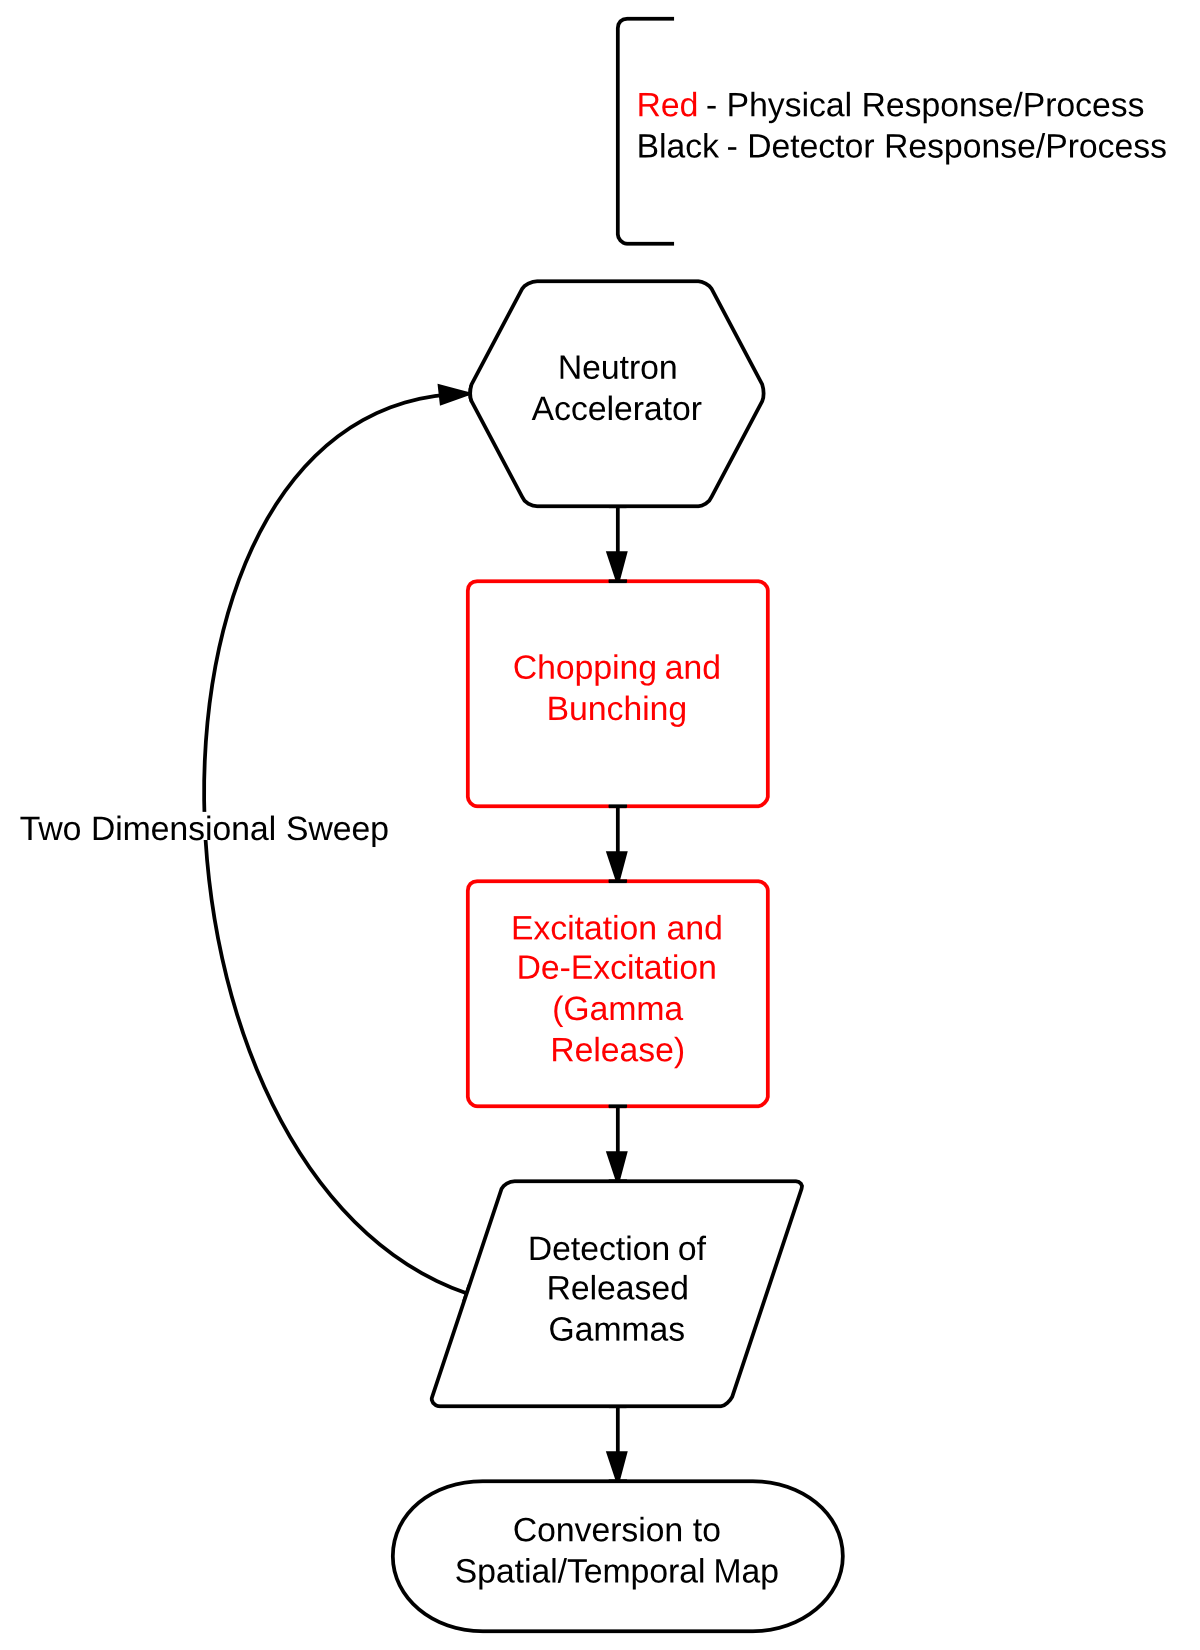 Red - Physical Response/Process
Black - Detector Response/Process
Neutron
Accelerator
Chopping and
Bunching
Two Dimensional Sweep
Excitation and
De-Excitation
(Gamma
Release)
Detection of
Released
Gammas
Conversion to
Spatial/Temporal Map